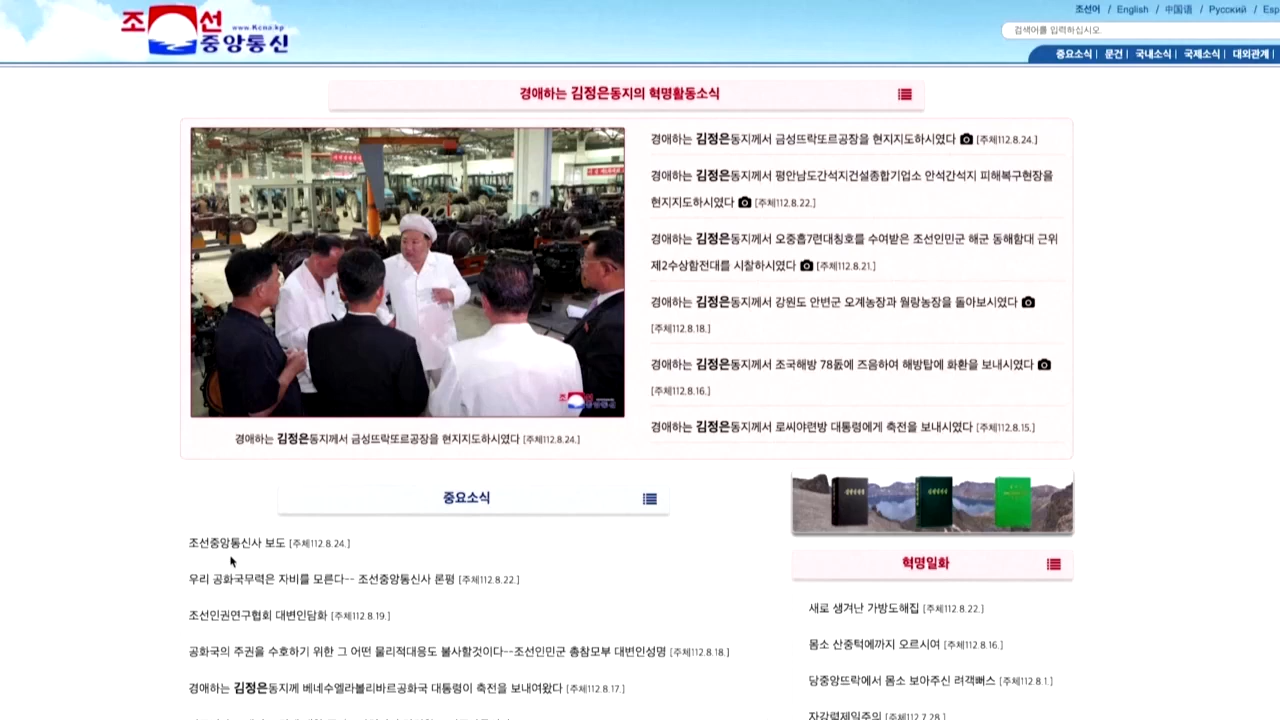 조선
www.Kcna.kp
중앙통신
조선어 / English / 中国语 / Русский / Esp
검색어를 입력하십시오.
중요소식 | 문건 | 국내소식 | 국제소식 | 대외관계 |
경애하는 김정은동지의 혁명활동소식
경애하는 김정은동지께서 금성뜨락또르공장을 현지지도하시였다 [주체112.8.24.]
경애하는 김정은동지께서 금성뜨락또르공장을 현지지도하시였다 [주체112.8.24.]
경애하는 김정은동지께서 평안남도간석지건설종합기업소 안석간석지 피해복구현장을
현지지도하시였다 [주체112.8.22.]
경애하는 김정은동지께서 오중흡7련대칭호를 수여받은 조선인민군 해군 동해함대 근위
제2수상함전대를 시찰하시였다 [주체112.8.21.]
경애하는 김정은동지께서 강원도 안변군 오계농장과 월랑농장을 돌아보시였다
[주체112.8.18.]
경애하는 김정은동지께서 조국해방 78돐에 즈음하여 해방탑에 화환을 보내시였다
[주체112.8.16.]
경애하는 김정은동지께서 로씨야련방 대통령에게 축전을 보내시였다 [주체112.8.15.]
중요소식
조선중앙통신사 보도 [주체112.8.24.]
우리 공화국무력은 자비를 모른다-- 조선중앙통신사 론평 [주체112.8.22.]
조선인권연구협회 대변인담화 [주체112.8.19.]
공화국의 주권을 수호하기 위한 그 어떤 물리적대응도 불사할것이다--조선인민군 총참모부 대변인성명 [주체112.8.18.]
경애하는 김정은동지께 베네수엘라볼리바르공화국 대통령이 축전을 보내여왔다 [주체112.8.17.]
혁명일화
새로 생겨난 가방도해집 [주체112.8.22.]
몸소 산중턱에까지 오르시여 [주체112.8.16.]
당중앙뜨락에서 몸소 보아주신 려객뻐스 [주체112.8.1.]
자강력제일주의 [주체112.7.28.]